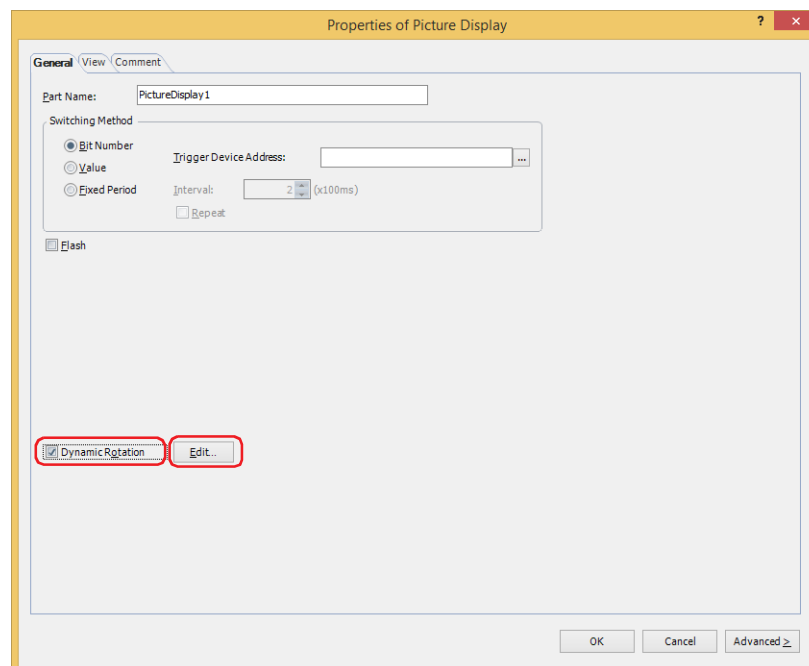 Properties of Picture Display
? ×
General View Comment
Part Name: PictureDisplay1
Switching Method
Bit Number
Trigger Device Address: ...
Value
Fixed Period Interval: 2 (x100ms)
Repeat
Flash
Dynamic Rotation Edit...
OK Cancel Advanced >